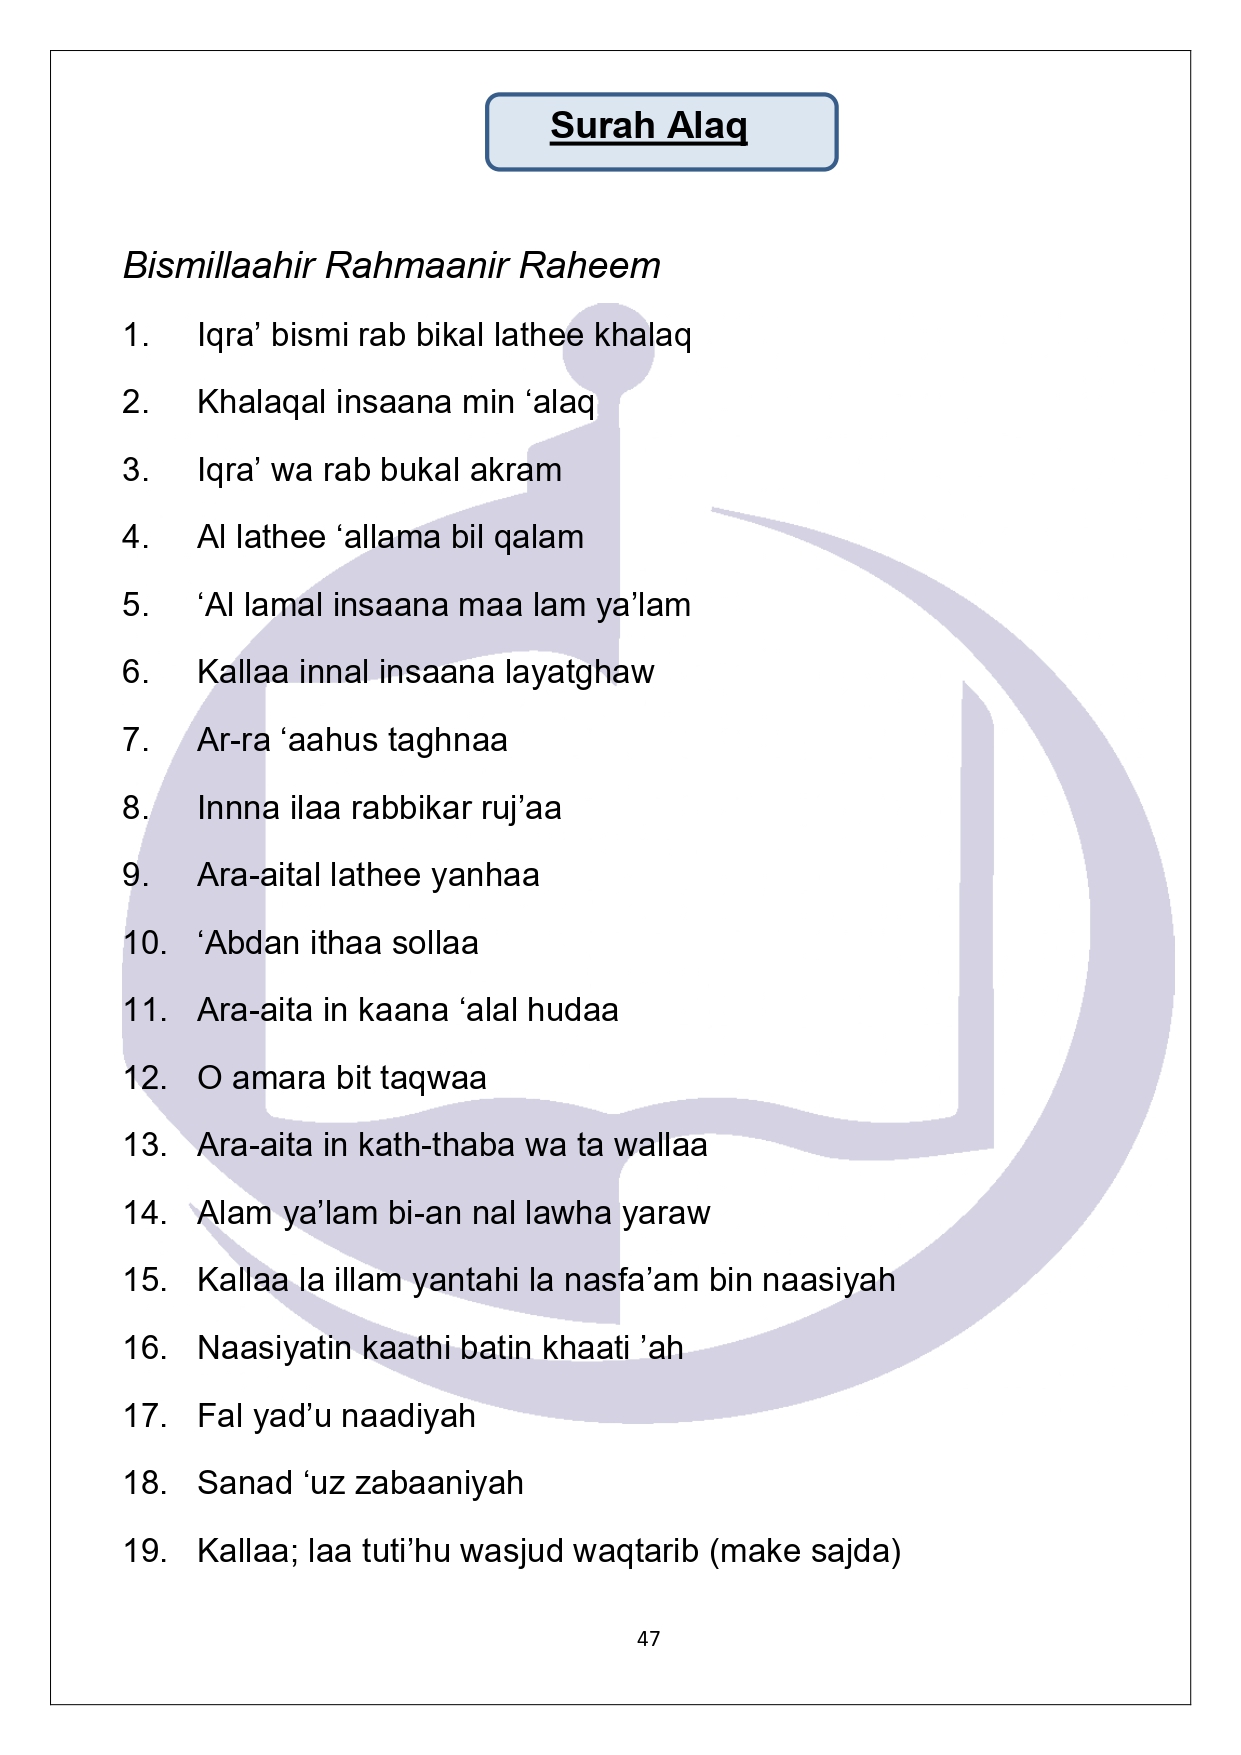 Surah Alaq
Bismillaahir Rahmaanir Raheem
1. Iqra’ bismi rab bikal lathee khalaq
2. Khalaqal insaana min ‘alaq
3. Iqra’ wa rab bukal akram
4. Al lathee ‘allama bil qalam
5. ‘Al lamal insaana maa lam ya’lam
6. Kallaa innal insaana layatghaw
7. Ar-ra ‘aahus taghnaa
8. Innna ilaa rabbikar ruj’aa
9. Ara-aital lathee yanhaa
10. ‘Abdan ithaa sollaa
11. Ara-aita in kaana ‘alal hudaa
12. O amara bit taqwaa
13. Ara-aita in kath-thaba wa ta wallaa
14. Alam ya’lam bi-an nal lawha yaraw
15. Kallaa la illam yantahi la nasfa’am bin naasiyah
16. Naasiyatin kaathi batin khaati ’ah
17. Fal yad’u naadiyah
18. Sanad ‘uz zabaaniyah
19. Kallaa; laa tuti’hu wasjud waqtarib (make sajda)
47